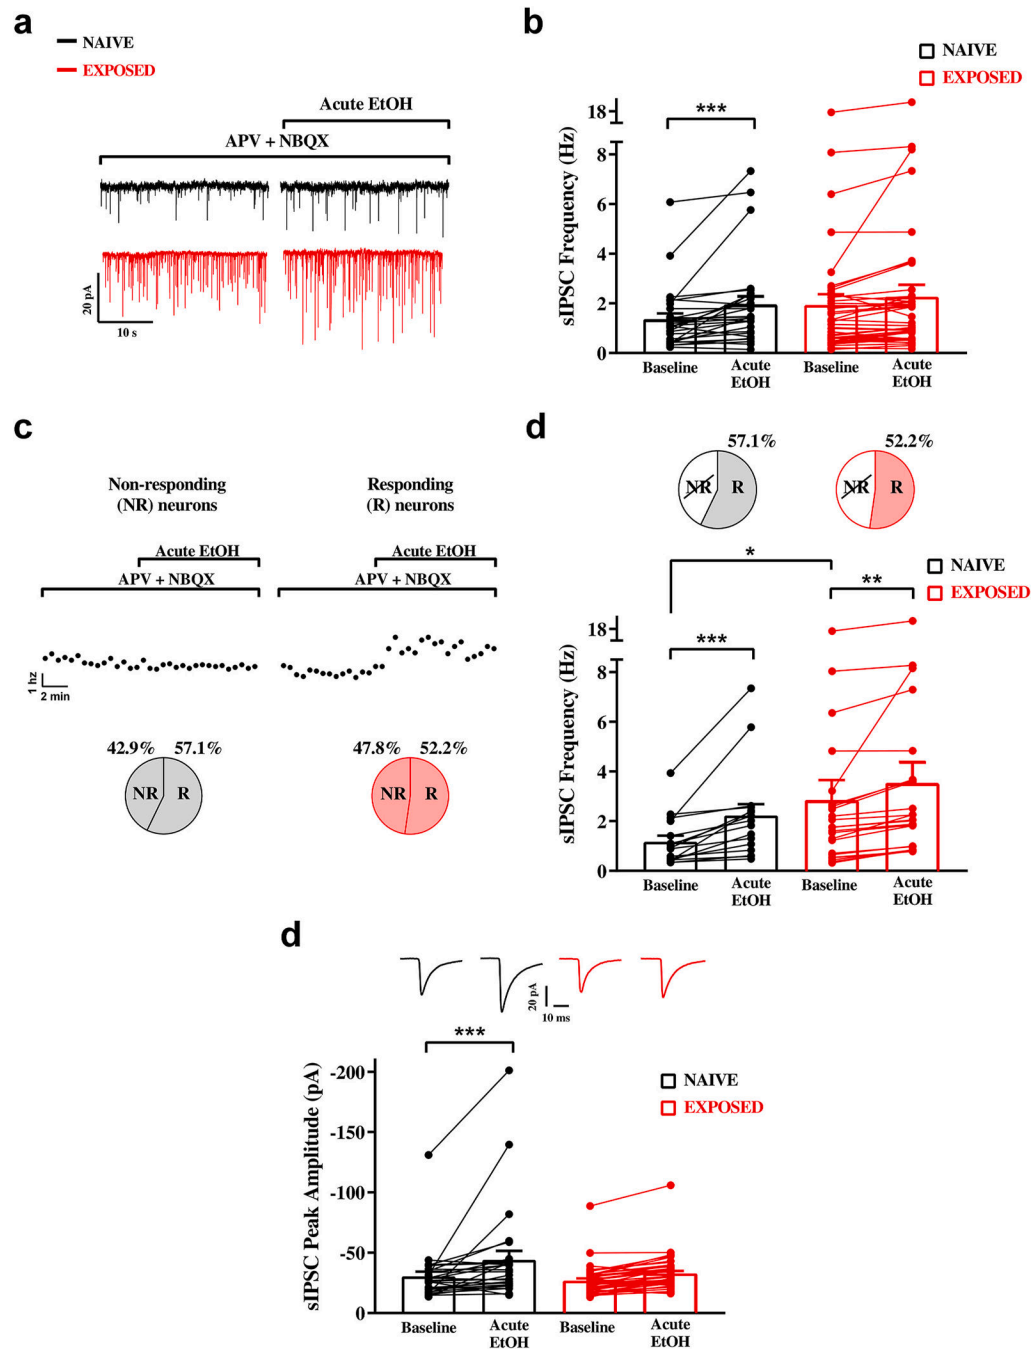 a
NAIVE
EXPOSED
Acute EtOH
APV + NBQX
20 pA
10 s
b
NAIVE
EXPOSED
***
sIPSC Frequency (Hz)
18
8
6
4
2
0
Baseline
Acute
EtOH
Baseline
Acute
EtOH
c
Non-responding
(NR) neurons
Responding
(R) neurons
Acute EtOH
Acute EtOH
APV + NBQX
APV + NBQX
1 hz
2 min
42.9% 57.1%
NR R
47.8% 52.2%
NR R
d
57.1%
NR R
52.2%
NR R
NAIVE
EXPOSED
*
**
***
sIPSC Frequency (Hz)
18
8
6
4
2
0
Baseline
Acute
EtOH
Baseline
Acute
EtOH
d
20 pA
10 ms
***
NAIVE
EXPOSED
sIPSC Peak Amplitude (pA)
-200
-150
-100
-50
0
Baseline
Acute
EtOH
Baseline
Acute
EtOH